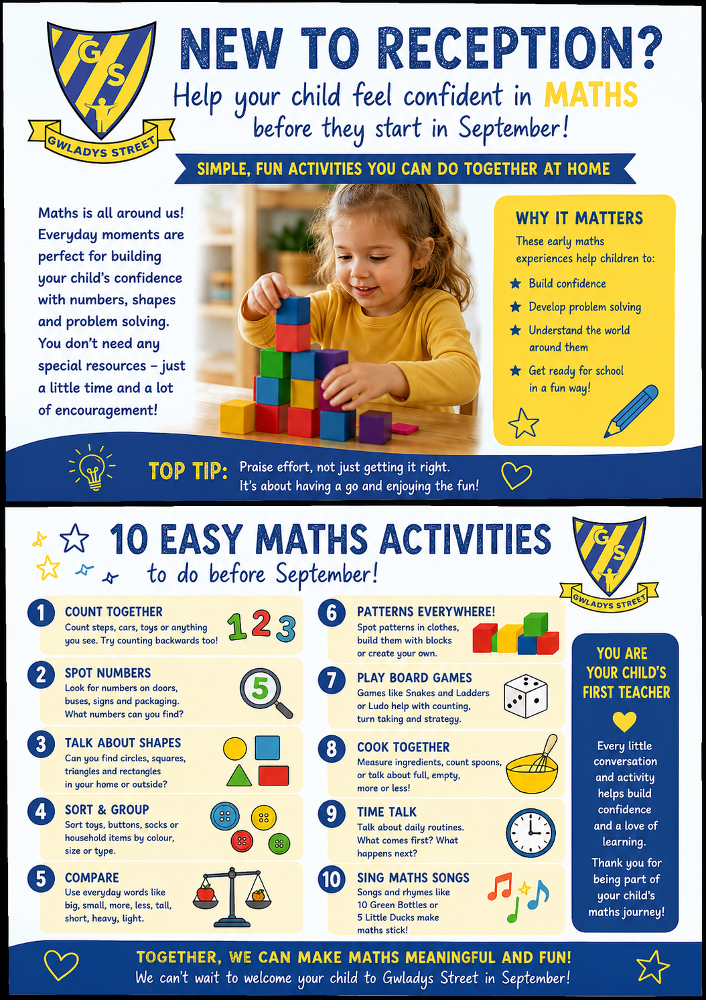 G
S
GWLADYS STREET
NEW TO RECEPTION?
Help your child feel confident in MATHS
before they start in September!
SIMPLE, FUN ACTIVITIES YOU CAN DO TOGETHER AT HOME
Maths is all around us!
Everyday moments are
perfect for building
your child's confidence
with numbers, shapes
and problem solving.
You don't need any
special resources – just
a little time and a lot
of encouragement!
WHY IT MATTERS
These early maths
experiences help children to:
Build confidence
Develop problem solving
Understand the world
around them
Get ready for school
in a fun way!
TOP TIP:
Praise effort, not just getting it right.
It's about having a go and enjoying the fun!
10 EASY MATHS ACTIVITIES
to do before September!
G
S
GWLADYS STREET
1
COUNT TOGETHER
Count steps, cars, toys or anything
you see. Try counting backwards too!
1 2 3
2
SPOT NUMBERS
Look for numbers on doors,
buses, signs and packaging.
What numbers can you find?
5
3
TALK ABOUT SHAPES
Can you find circles, squares,
triangles and rectangles
in your home or outside?
4
SORT & GROUP
Sort toys, buttons, socks or
household items by colour,
size or type.
5
COMPARE
Use everyday words like
big, small, more, less, tall,
short, heavy, light.
6
PATTERNS EVERYWHERE!
Spot patterns in clothes,
build them with blocks
or create your own.
7
PLAY BOARD GAMES
Games like Snakes and Ladders
or Ludo help with counting,
turn taking and strategy.
8
COOK TOGETHER
Measure ingredients, count spoons,
or talk about full, empty,
more or less!
9
TIME TALK
Talk about daily routines.
What comes first? What
happens next?
10
SING MATHS SONGS
Songs and rhymes like
10 Green Bottles or
5 Little Ducks make
maths stick!
YOU ARE
YOUR CHILD'S
FIRST TEACHER
Every little
conversation
and activity
helps build
confidence
and a love of
learning.
Thank you for
being part of
your child's
maths journey!
TOGETHER, WE CAN MAKE MATHS MEANINGFUL AND FUN!
We can't wait to welcome your child to Gwladys Street in September!